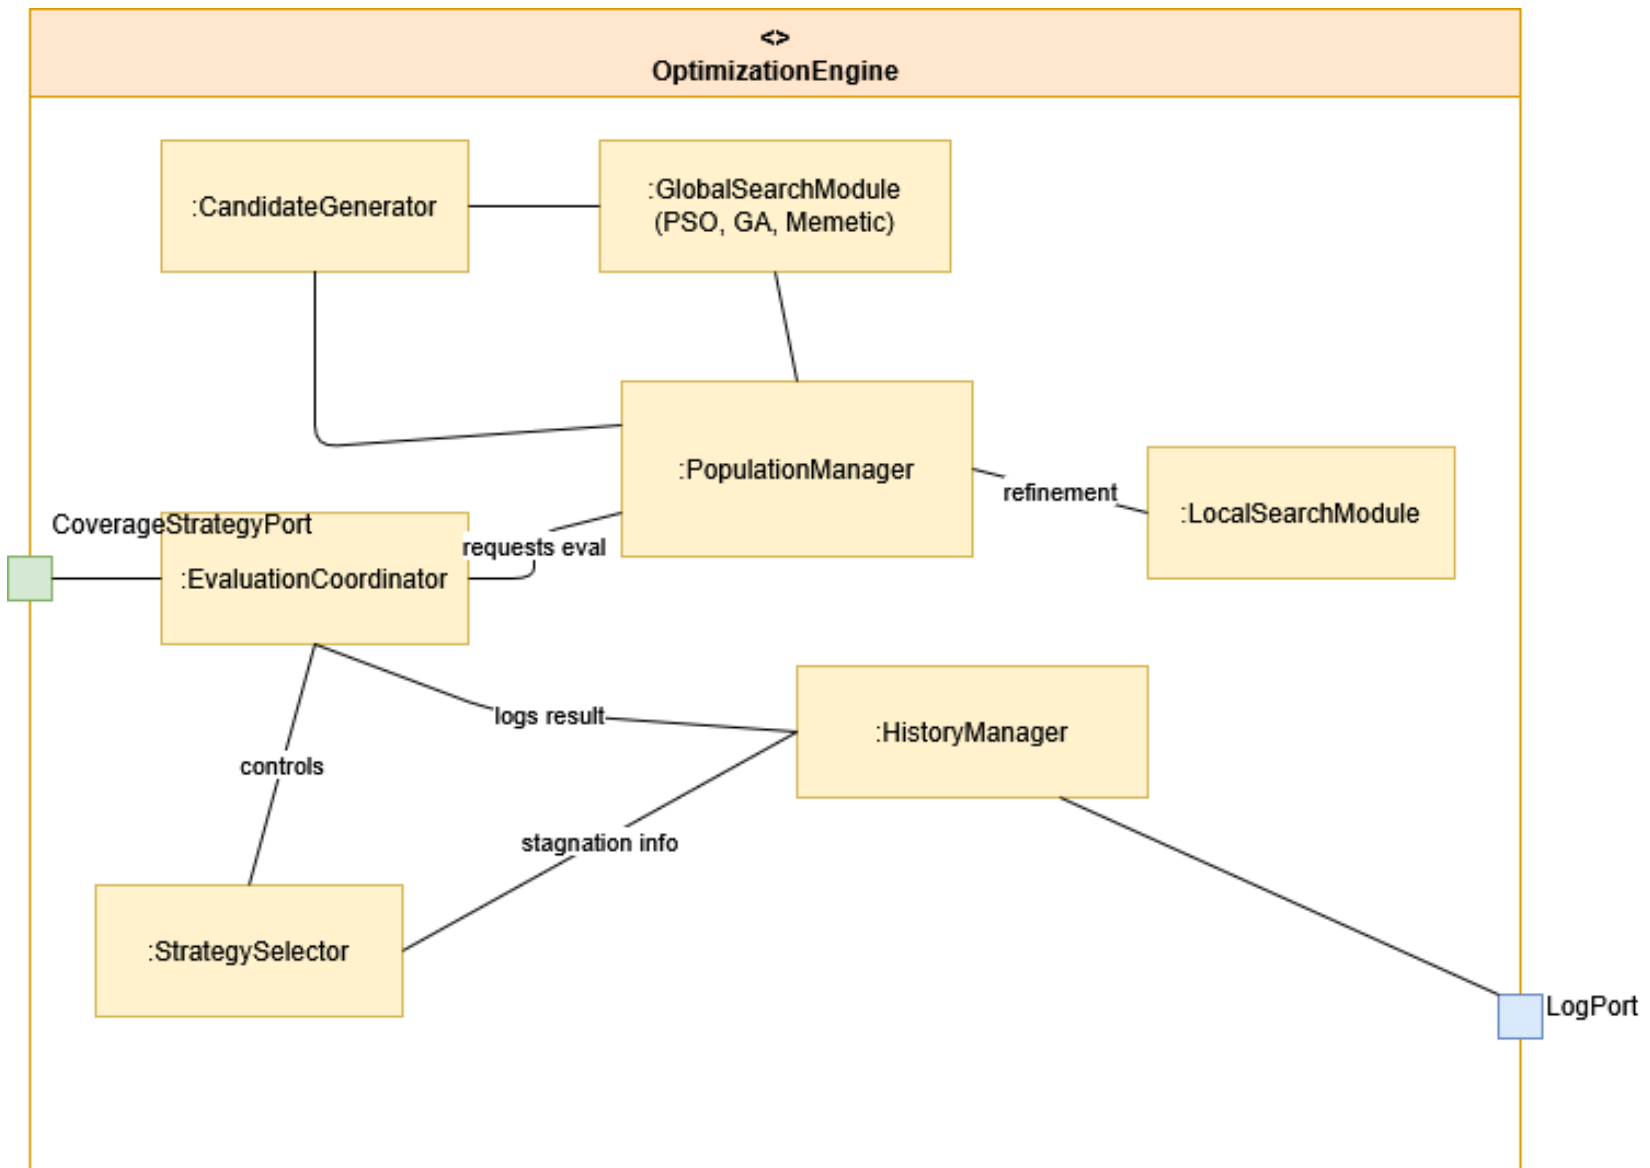 <>
OptimizationEngine
:CandidateGenerator
:GlobalSearchModule
(PSO, GA, Memetic)
:PopulationManager
refinement
:LocalSearchModule
CoverageStrategyPort
requests eval
:EvaluationCoordinator
logs result
:HistoryManager
controls
stagnation info
:StrategySelector
LogPort